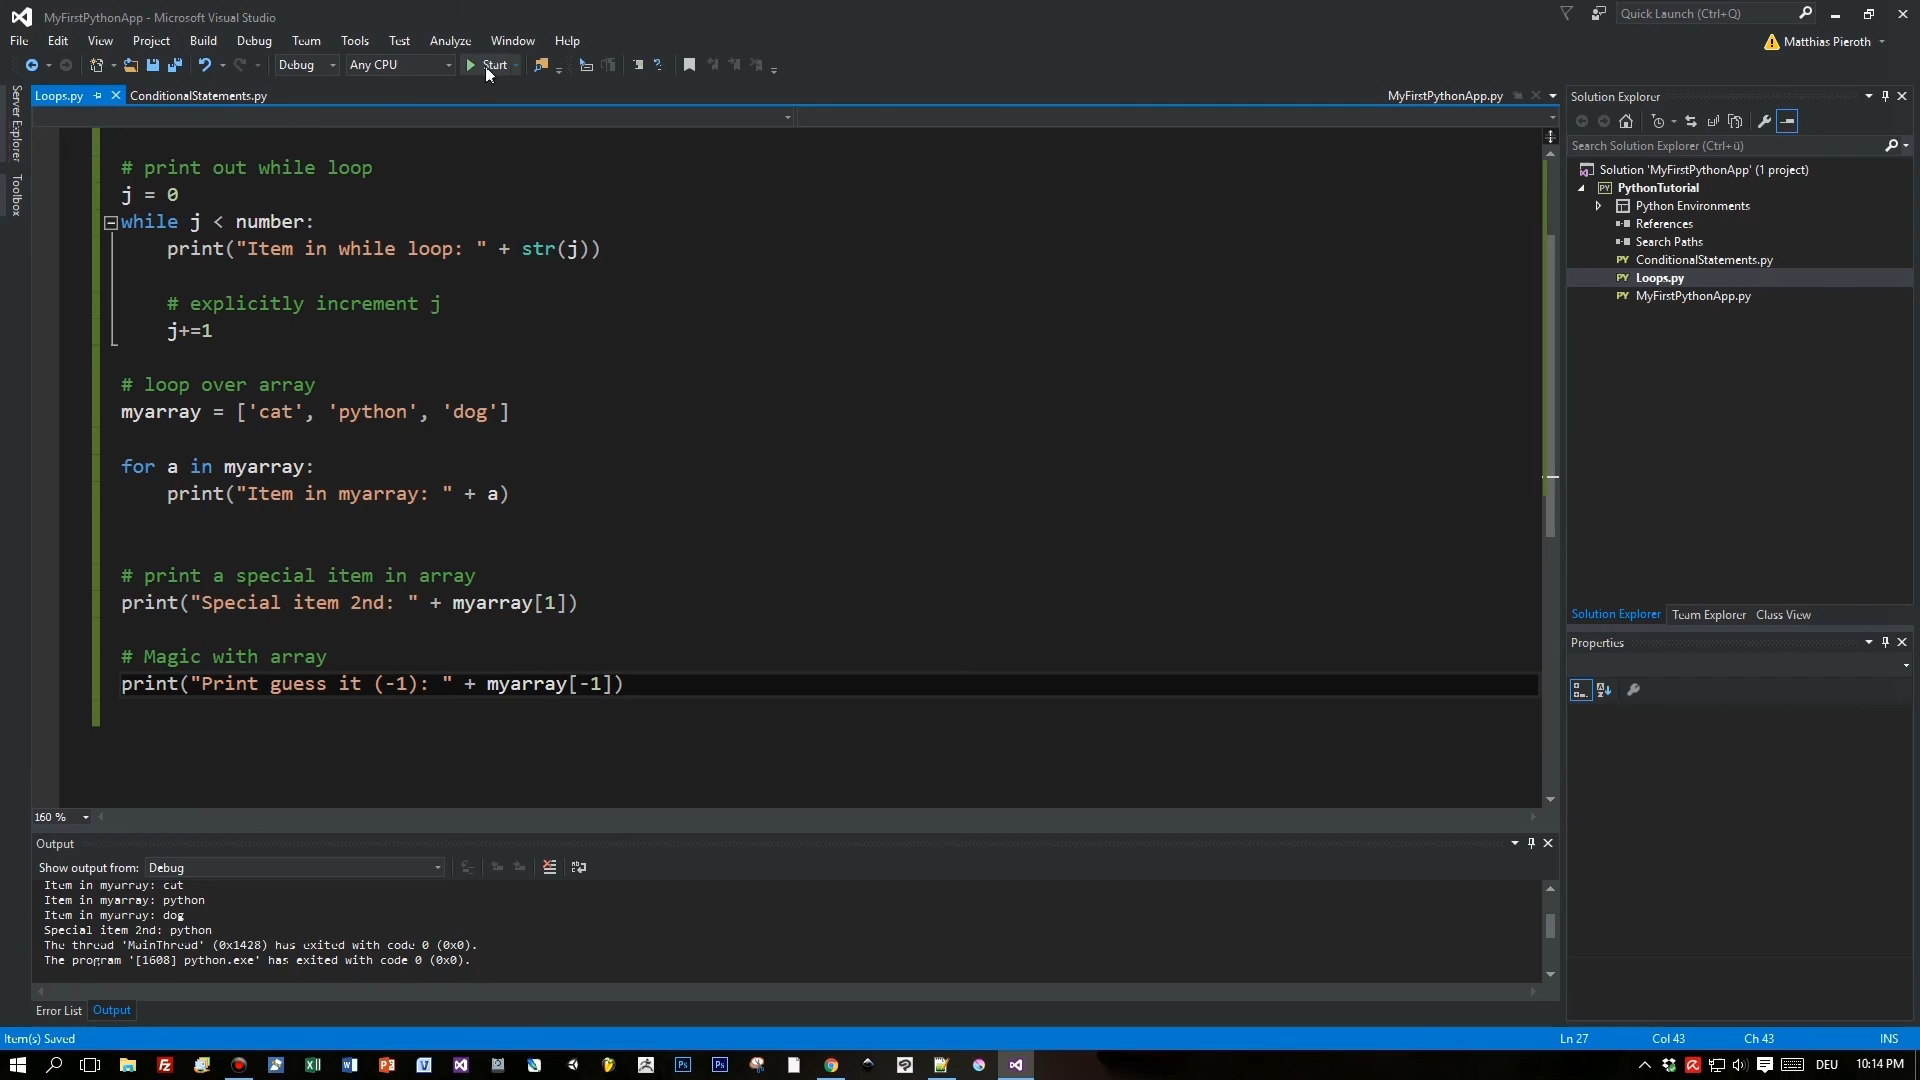 MyFirstPythonApp - Microsoft Visual Studio
Quick Launch (Ctrl+Q)
File Edit View Project Build Debug Team Tools Test Analyze Window Help
Matthias Pieroth
Debug Any CPU Start
Loops.py ConditionalStatements.py MyFirstPythonApp.py
Server Explorer
Toolbox
# print out while loop
j = 0
while j < number:
print("Item in while loop: " + str(j))
# explicitly increment j
j+=1
# loop over array
myarray = ['cat', 'python', 'dog']
for a in myarray:
print("Item in myarray: " + a)
# print a special item in array
print("Special item 2nd: " + myarray[1])
# Magic with array
print("Print guess it (-1): " + myarray[-1])
160 %
Solution Explorer
Search Solution Explorer (Ctrl+ü)
Solution 'MyFirstPythonApp' (1 project)
PY PythonTutorial
Python Environments
References
Search Paths
PY ConditionalStatements.py
PY Loops.py
PY MyFirstPythonApp.py
Solution Explorer Team Explorer Class View
Properties
Output
Show output from: Debug
Item in myarray: cat
Item in myarray: python
Item in myarray: dog
Special item 2nd: python
The thread 'MainThread' (0x1428) has exited with code 0 (0x0).
The program '[1608] python.exe' has exited with code 0 (0x0).
Error List Output
Item(s) Saved Ln 27 Col 43 Ch 43 INS
DEU 10:14 PM